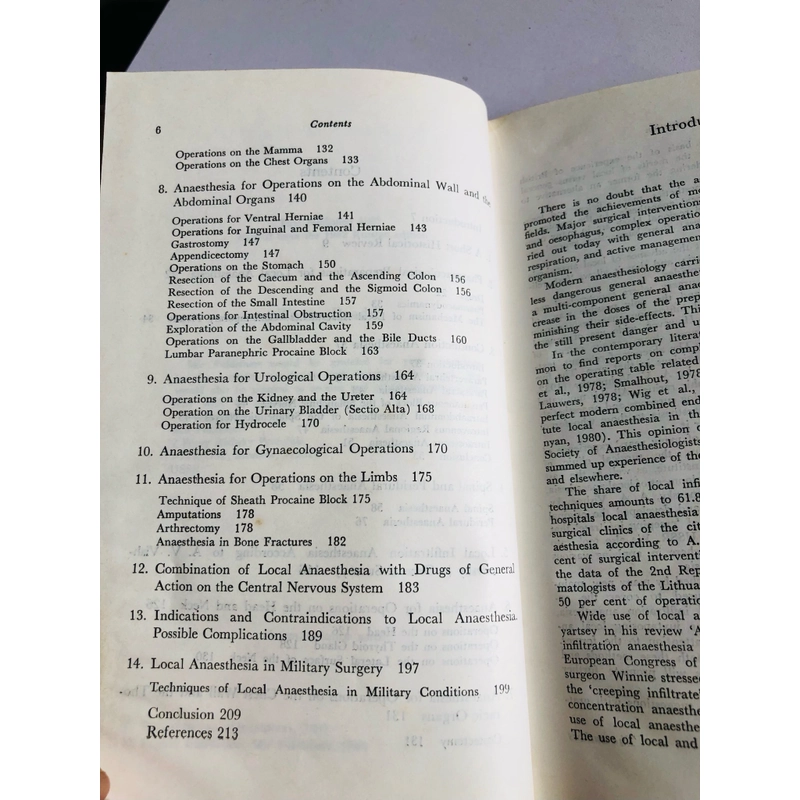 6 Contents
Operations on the Mamma 132
Operations on the Chest Organs 133
8. Anaesthesia for Operations on the Abdominal Wall and the
Abdominal Organs 140
Operations for Ventral Herniae 141
Operations for Inguinal and Femoral Herniae 143
Gastrostomy 147
Appendicectomy 147
Operations on the Stomach 150
Resection of the Caecum and the Ascending Colon 156
Resection of the Descending and the Sigmoid Colon 156
Resection of the Small Intestine 157
Operations for Intestinal Obstruction 157
Exploration of the Abdominal Cavity 159
Operations on the Gallbladder and the Bile Ducts 160
Lumbar Paranephric Procaine Block 163
9. Anaesthesia for Urological Operations 164
Operations on the Kidney and the Ureter 164
Operation on the Urinary Bladder (Sectio Alta) 168
Operation for Hydrocele 170
10. Anaesthesia for Gynaecological Operations 170
11. Anaesthesia for Operations on the Limbs 175
Technique of Sheath Procaine Block 175
Amputations 178
Arthrectomy 178
Anaesthesia in Bone Fractures 182
12. Combination of Local Anaesthesia with Drugs of General
Action on the Central Nervous System 183
13. Indications and Contraindications to Local Anaesthesia.
Possible Complications 189
14. Local Anaesthesia in Military Surgery 197
Techniques of Local Anaesthesia in Military Conditions 199
Conclusion 209
References 213
Introdu
There is no doubt that the a
promoted the achievements of me
fields. Major surgical interventions
and oesophagus, complex operatio
ried out today with general ana
respiration, and active management
organism.
Modern anaesthesiology carri
less dangerous general anaesthe
a multi-component general ana
crease in the doses of the prep
minishing their side-effects. This
the still present danger and u
In the contemporary literat
mon to find reports on compl
on the operating table related
et al., 1978; Smalhout, 1978
Lauwers, 1978; Wig et al.,
perfect modern combined end
tute local anaesthesia in th
nyan, 1980). This opinion o
Society of Anaesthesiologists
summed up experience of the
and elsewhere.
The share of local infi
techniques amounts to 61.8
hospitals local anaesthesia
surgical clinics of the cit
aesthesia according to A.
cent of surgical interventi
the data of the 2nd Rep
matologists of the Lithua
50 per cent of operatio
Wide use of local a
yartsev in his review 'A
infiltration anaesthesia
European Congress of
surgeon Winnie stressed
the 'creeping infiltrate'
concentration anaesthe
use of local anaesthe
The use of local and